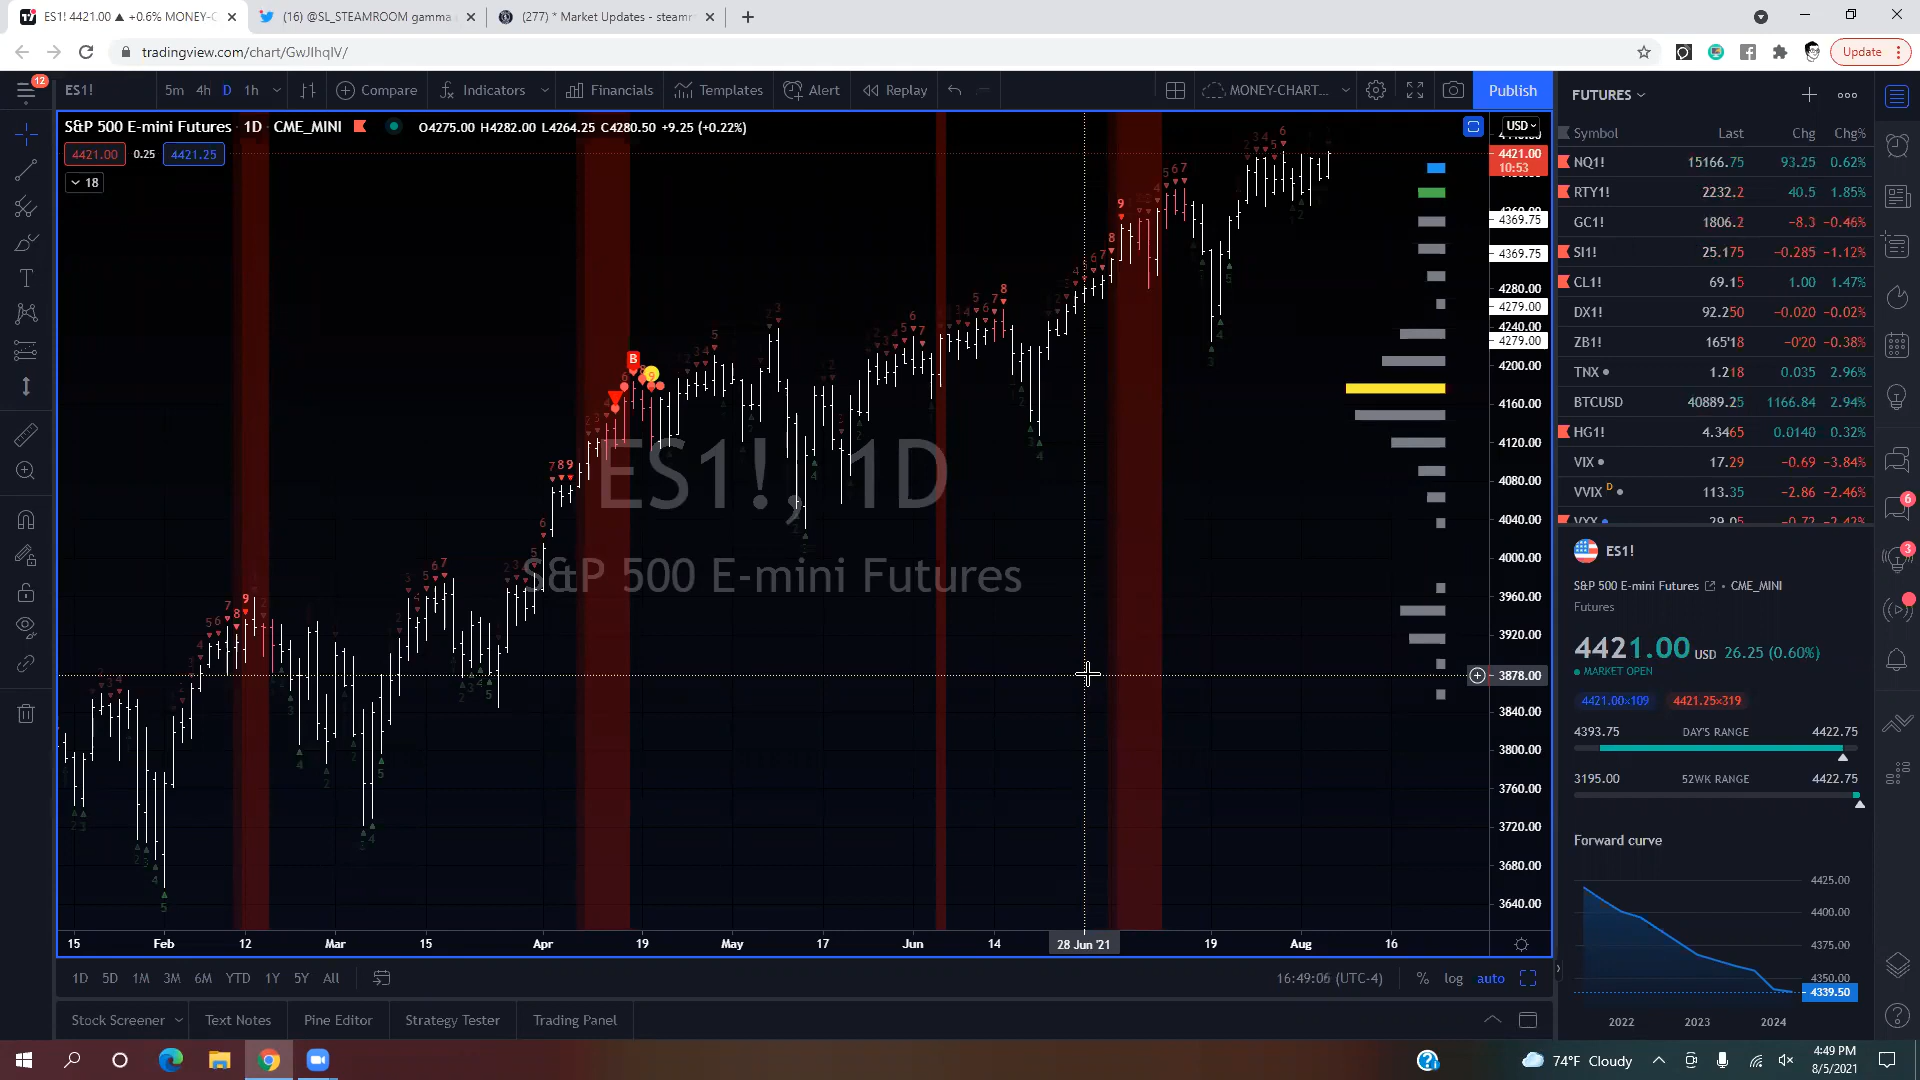 ES1! 4421.00 ▲ +0.6% MONEY-C
(16) @SL_STEAMROOM gamma
(277) * Market Updates - steam
tradingview.com/chart/GwJIhqlV/
Update
12
ES1!
5m 4h D 1h
Compare
Indicators
Financials
Templates
Alert
Replay
MONEY-CHART...
Publish
S&P 500 E-mini Futures · 1D · CME_MINI
O4275.00 H4282.00 L4264.25 C4280.50 +9.25 (+0.22%)
4421.00 0.25 4421.25
18
ES1!, 1D
S&P 500 E-mini Futures
USD
4421.00
10:53
4369.75
4369.75
4280.00
4279.00
4240.00
4279.00
4200.00
4160.00
4120.00
4080.00
4040.00
4000.00
3960.00
3920.00
3878.00
3840.00
3800.00
3760.00
3720.00
3680.00
3640.00
15 Feb 12 Mar 15 Apr 19 May 17 Jun 14 28 Jun '21 19 Aug 16
1D 5D 1M 3M 6M YTD 1Y 5Y All
16:49:06 (UTC-4)
% log auto
Stock Screener
Text Notes
Pine Editor
Strategy Tester
Trading Panel
FUTURES
Symbol Last Chg Chg%
NQ1! 15166.75 93.25 0.62%
RTY1! 2232.2 40.5 1.85%
GC1! 1806.2 −8.3 −0.46%
SI1! 25.175 −0.285 −1.12%
CL1! 69.15 1.00 1.47%
DX1! 92.250 −0.020 −0.02%
ZB1! 165'18 −0'20 −0.38%
TNX 1.218 0.035 2.96%
BTCUSD 40889.25 1166.84 2.94%
HG1! 4.3465 0.0140 0.32%
VIX 17.29 −0.69 −3.84%
VVIX D 113.35 −2.86 −2.46%
VXX 29.05 −0.72 −2.42%
ES1!
S&P 500 E-mini Futures · CME_MINI
Futures
4421.00 USD 26.25 (0.60%)
MARKET OPEN
4421.00×109 4421.25×319
4393.75 DAY'S RANGE 4422.75
3195.00 52WK RANGE 4422.75
Forward curve
4425.00
4400.00
4375.00
4350.00
4339.50
2022 2023 2024
6
3
74°F Cloudy
4:49 PM
8/5/2021